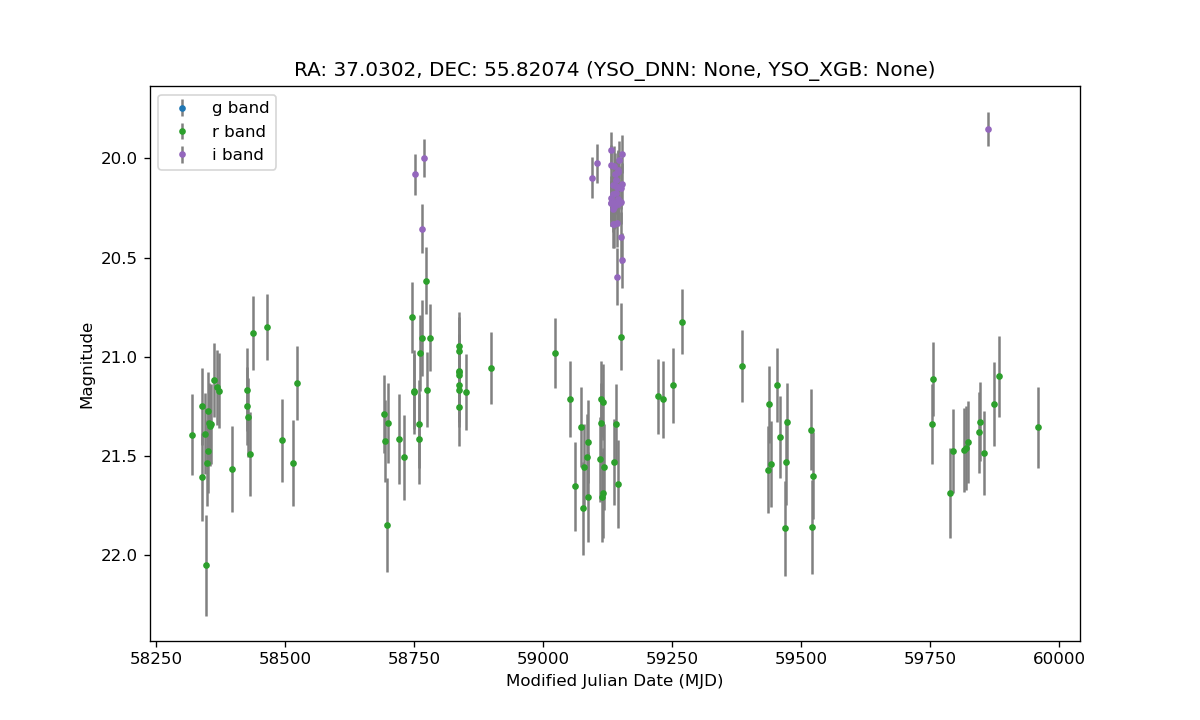 RA: 37.0302, DEC: 55.82074 (YSO_DNN: None, YSO_XGB: None)
g band
r band
i band
20.0
20.5
21.0
21.5
22.0
Magnitude
58250 58500 58750 59000 59250 59500 59750 60000
Modified Julian Date (MJD)